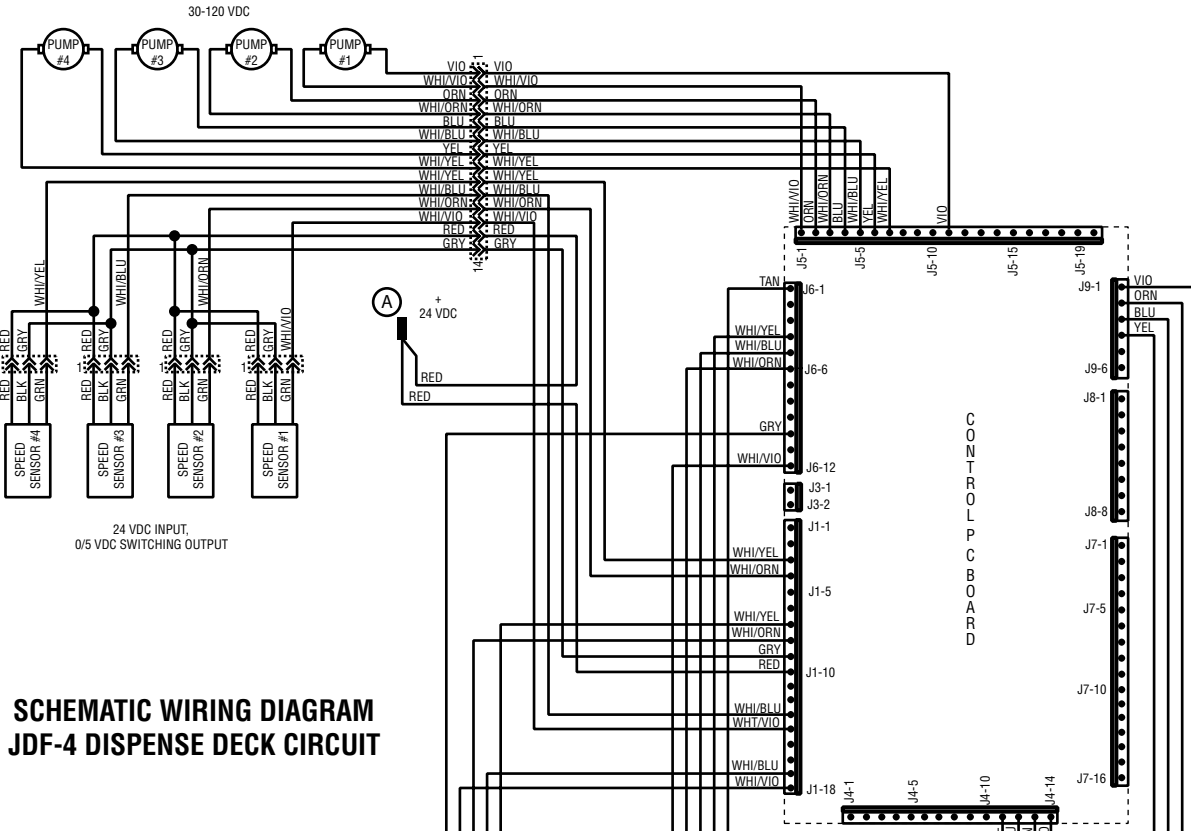 30-120 VDC
PUMP #4
PUMP #3
PUMP #2
PUMP #1
1
VIO VIO
WHI/VIO WHI/VIO
ORN ORN
WHI/ORN WHI/ORN
BLU BLU
WHI/BLU WHI/BLU
YEL YEL
WHI/YEL WHI/YEL
WHI/YEL WHI/YEL
WHI/BLU WHI/BLU
WHI/ORN WHI/ORN
WHI/VIO WHI/VIO
RED RED
GRY GRY
14
WHI/VIO
ORN
WHI/ORN
BLU
WHI/BLU
YEL
WHI/YEL
VIO
J5-1
J5-5
J5-10
J5-15
J5-19
WHI/YEL
WHI/BLU
WHI/ORN
WHI/VIO
RED GRY
RED GRY
RED GRY
RED GRY
1
1
1
RED BLK GRN
RED BLK GRN
RED BLK GRN
RED BLK GRN
SPEED SENSOR #4
SPEED SENSOR #3
SPEED SENSOR #2
SPEED SENSOR #1
24 VDC INPUT,
0/5 VDC SWITCHING OUTPUT
A
+
24 VDC
RED
RED
TAN
WHI/YEL
WHI/BLU
WHI/ORN
GRY
WHI/VIO
J6-1
J6-6
J6-12
J3-1
J3-2
J1-1
WHI/YEL
WHI/ORN
J1-5
WHI/YEL
WHI/ORN
GRY
RED
J1-10
WHI/BLU
WHT/VIO
WHI/BLU
WHI/VIO
J1-18
CONTROL P C BOARD
J9-1
VIO
ORN
BLU
YEL
J9-6
J8-1
J8-8
J7-1
J7-5
J7-10
J7-16
J4-1
J4-5
J4-10
J4-14
SCHEMATIC WIRING DIAGRAM
JDF-4 DISPENSE DECK CIRCUIT